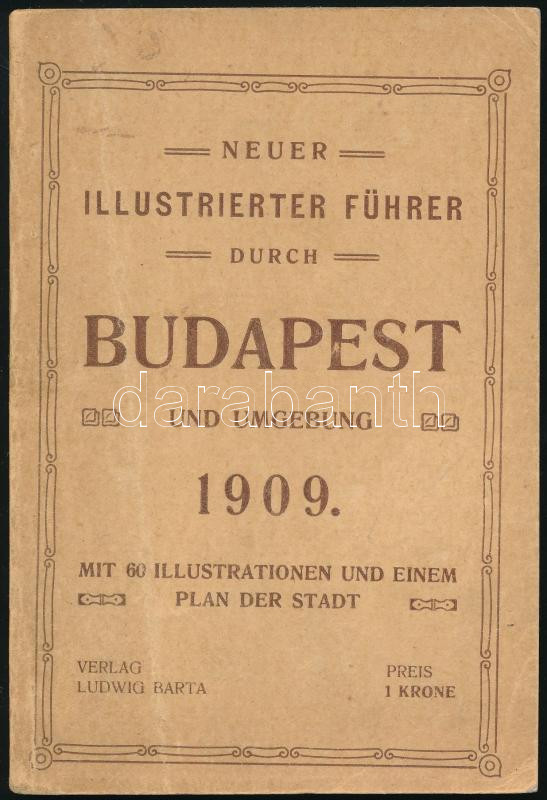 NEUER
ILLUSTRIERTER FÜHRER
DURCH
BUDAPEST
darabanth
UND UMGEBUNG
1909.
MIT 60 ILLUSTRATIONEN UND EINEM
PLAN DER STADT
VERLAG
LUDWIG BARTA
PREIS
1 KRONE